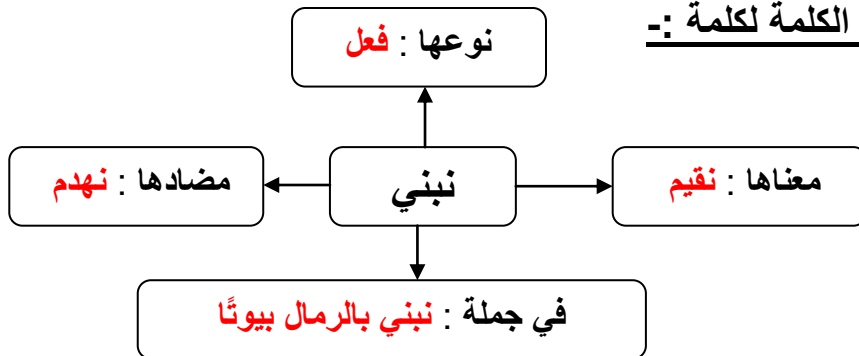 الكلمة لكلمة :-
نوعها : فعل
معناها : نقيم
نبني
مضادها : نهدم
في جملة : نبني بالرمال بيوتًا